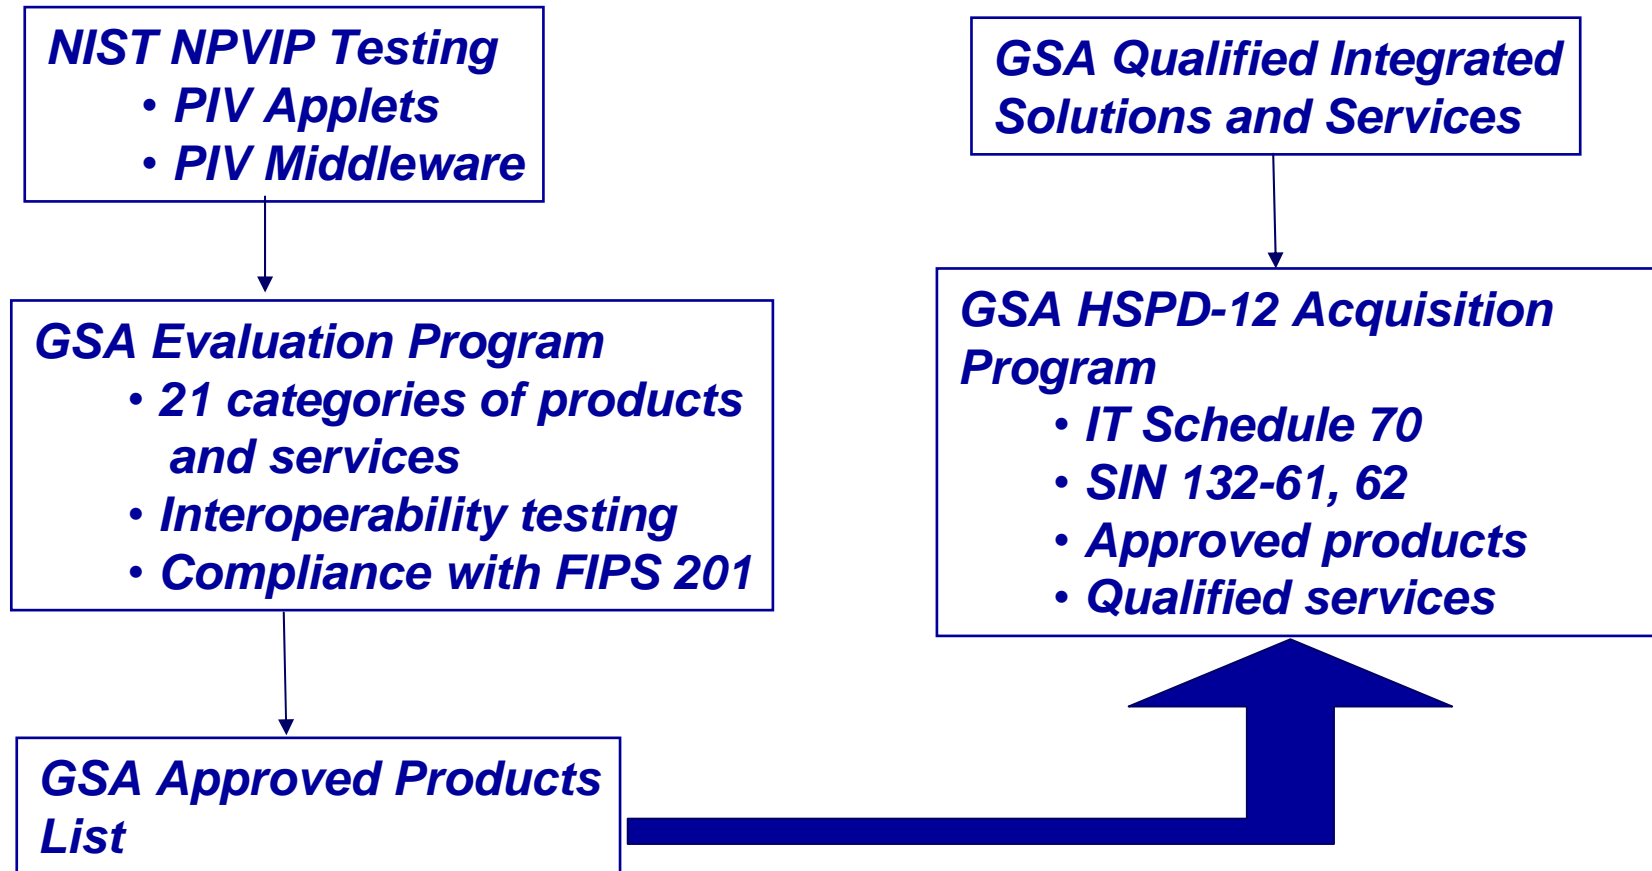 NIST NPVIP Testing
• PIV Applets
• PIV Middleware
GSA Evaluation Program
• 21 categories of products
and services
• Interoperability testing
• Compliance with FIPS 201
GSA Approved Products
List
GSA Qualified Integrated
Solutions and Services
GSA HSPD-12 Acquisition
Program
• IT Schedule 70
• SIN 132-61, 62
• Approved products
• Qualified services